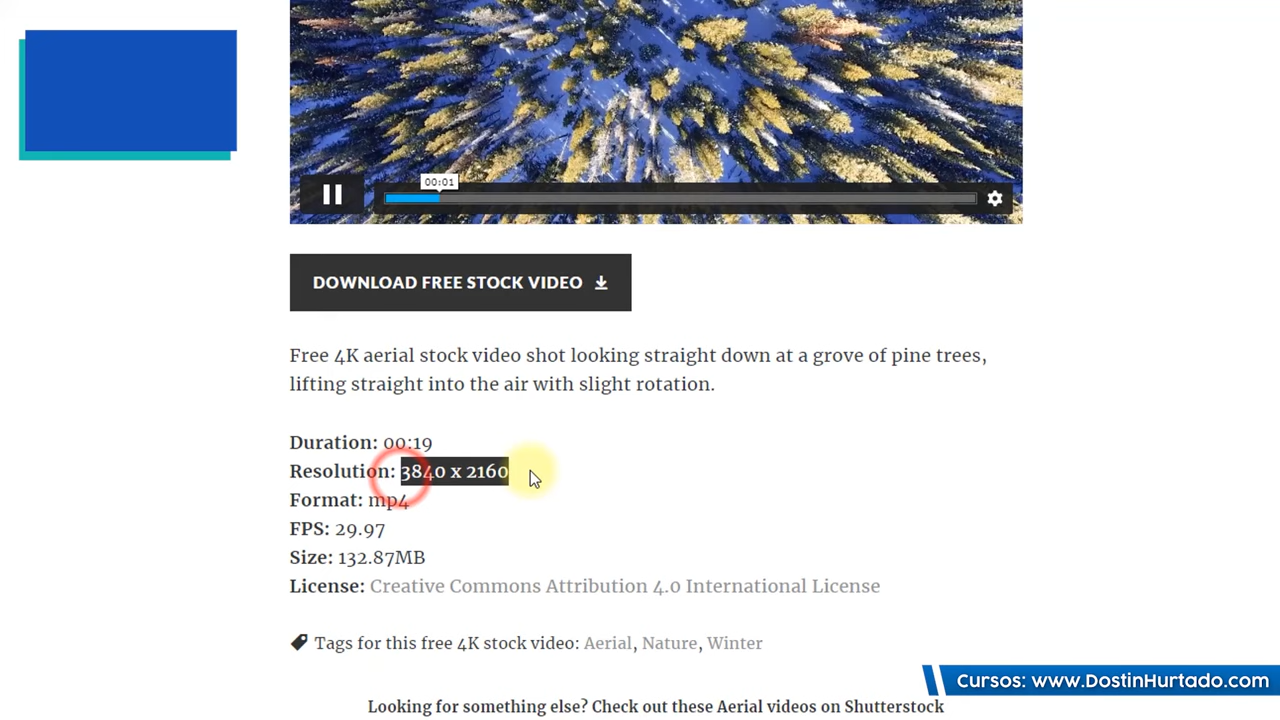 00:01
DOWNLOAD FREE STOCK VIDEO
Free 4K aerial stock video shot looking straight down at a grove of pine trees,
lifting straight into the air with slight rotation.
Duration: 00:19
Resolution: 3840 x 2160
Format: mp4
FPS: 29.97
Size: 132.87MB
License: Creative Commons Attribution 4.0 International License
Tags for this free 4K stock video: Aerial, Nature, Winter
Cursos: www.DostinHurtado.com
Looking for something else? Check out these Aerial videos on Shutterstock